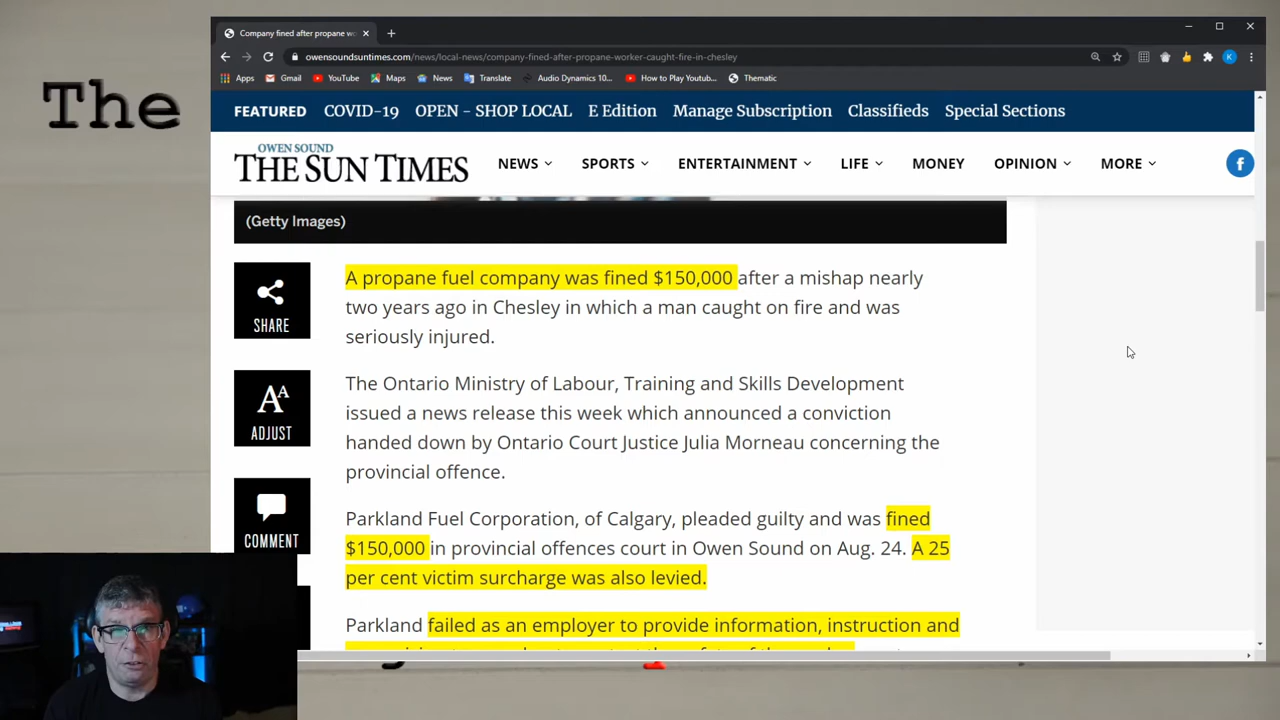 The
Company fined after propane wo
owensoundsuntimes.com/news/local-news/company-fined-after-propane-worker-caught-fire-in-chesley
Apps Gmail YouTube Maps News Translate Audio Dynamics 10... How to Play Youtub... Thematic
FEATURED COVID-19 OPEN - SHOP LOCAL E Edition Manage Subscription Classifieds Special Sections
OWEN SOUND
THE SUN TIMES
NEWS SPORTS ENTERTAINMENT LIFE MONEY OPINION MORE
(Getty Images)
SHARE
ADJUST
COMMENT
A propane fuel company was fined $150,000 after a mishap nearly
two years ago in Chesley in which a man caught on fire and was
seriously injured.
The Ontario Ministry of Labour, Training and Skills Development
issued a news release this week which announced a conviction
handed down by Ontario Court Justice Julia Morneau concerning the
provincial offence.
Parkland Fuel Corporation, of Calgary, pleaded guilty and was fined
$150,000 in provincial offences court in Owen Sound on Aug. 24. A 25
per cent victim surcharge was also levied.
Parkland failed as an employer to provide information, instruction and